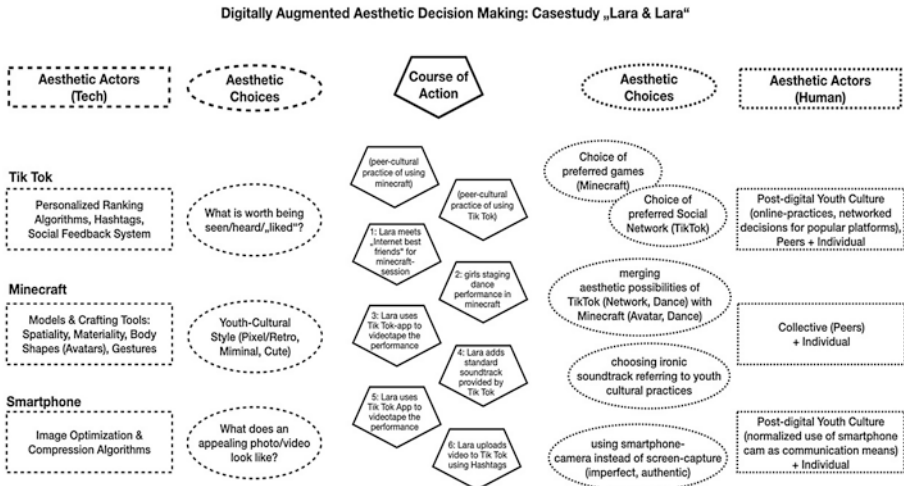 Digitally Augmented Aesthetic Decision Making: Casestudy „Lara & Lara“
Aesthetic Actors
(Tech)
Aesthetic
Choices
Course of
Action
Aesthetic
Choices
Aesthetic Actors
(Human)
Tik Tok
Personalized Ranking
Algorithms, Hashtags,
Social Feedback System
What is worth being
seen/heard/„liked“?
(peer-cultural
practice of using
minecraft)
(peer-cultural
practice of using
Tik Tok)
1: Lara meets
„Internet best
friends“ for
minecraft-
session
Choice of
preferred games
(Minecraft)
Choice of
preferred Social
Network (TikTok)
Post-digital Youth Culture
(online-practices, networked
decisions for popular platforms),
Peers + Individual
Minecraft
Models & Crafting Tools:
Spatiality, Materiality, Body
Shapes (Avatars), Gestures
Youth-Cultural
Style (Pixel/Retro,
Miminal, Cute)
2: girls staging
dance
performance in
minecraft
3: Lara uses
Tik Tok-app to
videotape the
performance
merging
aesthetic possibilities of
TikTok (Network, Dance) with
Minecraft (Avatar, Dance)
Collective (Peers)
+ Individual
4: Lara adds
standard
soundtrack
provided by
Tik Tok
choosing ironic
soundtrack referring to youth
cultural practices
Smartphone
Image Optimization &
Compression Algorithms
What does an
appealing photo/video
look like?
5: Lara uses
Tik Tok App to
videotape the
performance
6: Lara uploads
video to Tik Tok
using Hashtags
using smartphone-
camera instead of screen-capture
(imperfect, authentic)
Post-digital Youth Culture
(normalized use of smartphone
cam as communication means)
+ Individual